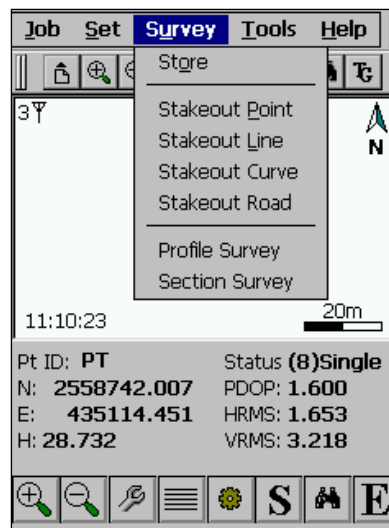 Job Set Survey Tools Help
Store
TG
3
Stakeout Point
Stakeout Line
N
Stakeout Curve
Stakeout Road
Profile Survey
Section Survey
11:10:23
20m
Pt ID: PT Status (8)Single
N: 2558742.007 PDOP: 1.600
E: 435114.451 HRMS: 1.653
H: 28.732 VRMS: 3.218
S E